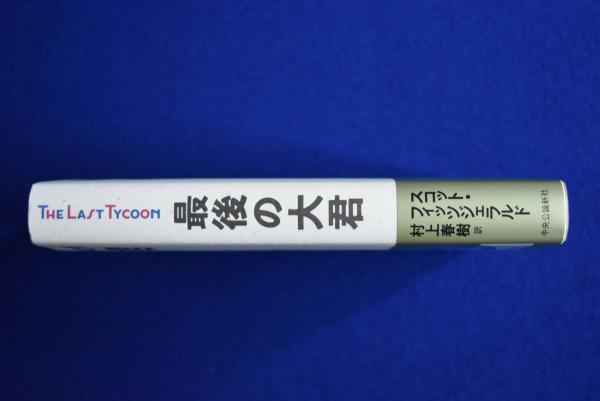 THE LAST TYCOON
最後の大君
スコット・
フィッツジェラルド
村上春樹 訳
中央公論新社